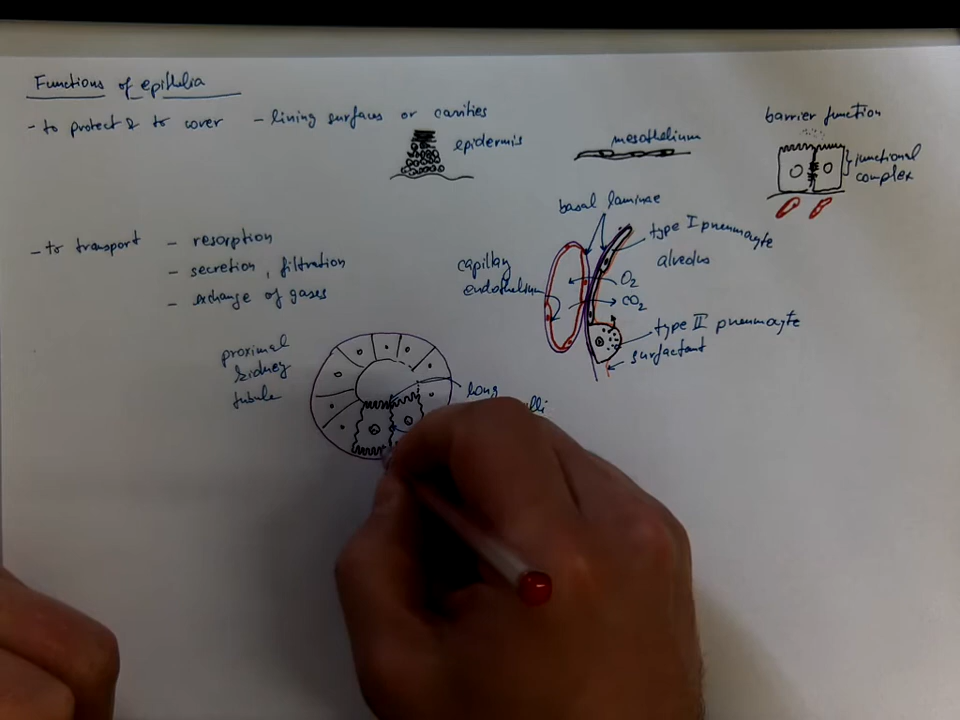 Functions of epithelia
- to protect & to cover - lining surfaces or cavities
epidermis
mesothelium
barrier function
junctional
complex
- to transport - resorption
- secretion, filtration
- exchange of gases
basal laminae
type I pneumocyte
alveolus
capillary
endothelium
O2
CO2
type II pneumocyte
surfactant
proximal
kidney
tubule
long